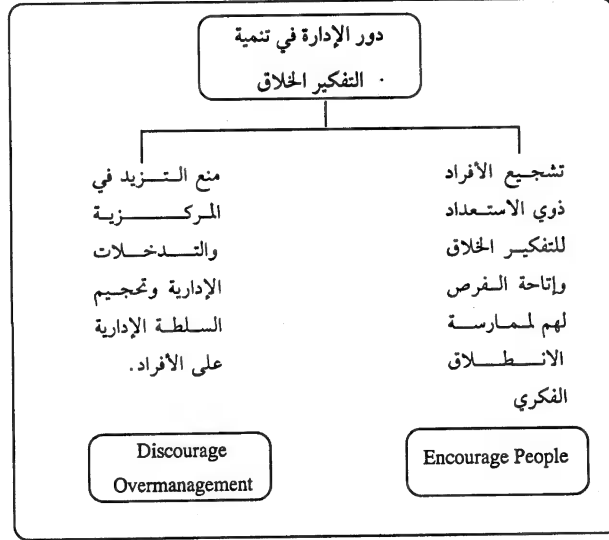 دور الإدارة في تنمية
التفكير الخلاق
تشجيع الأفراد
ذوي الاستعداد
للتفكير الخلاق
وإتاحة الفرص
لهم لممارسة
الانطلاق
الفكري
Encourage People
منع التزيد في
المركزية
والتدخلات
الإدارية وتحجيم
السلطة الإدارية
على الأفراد.
Discourage
Overmanagement